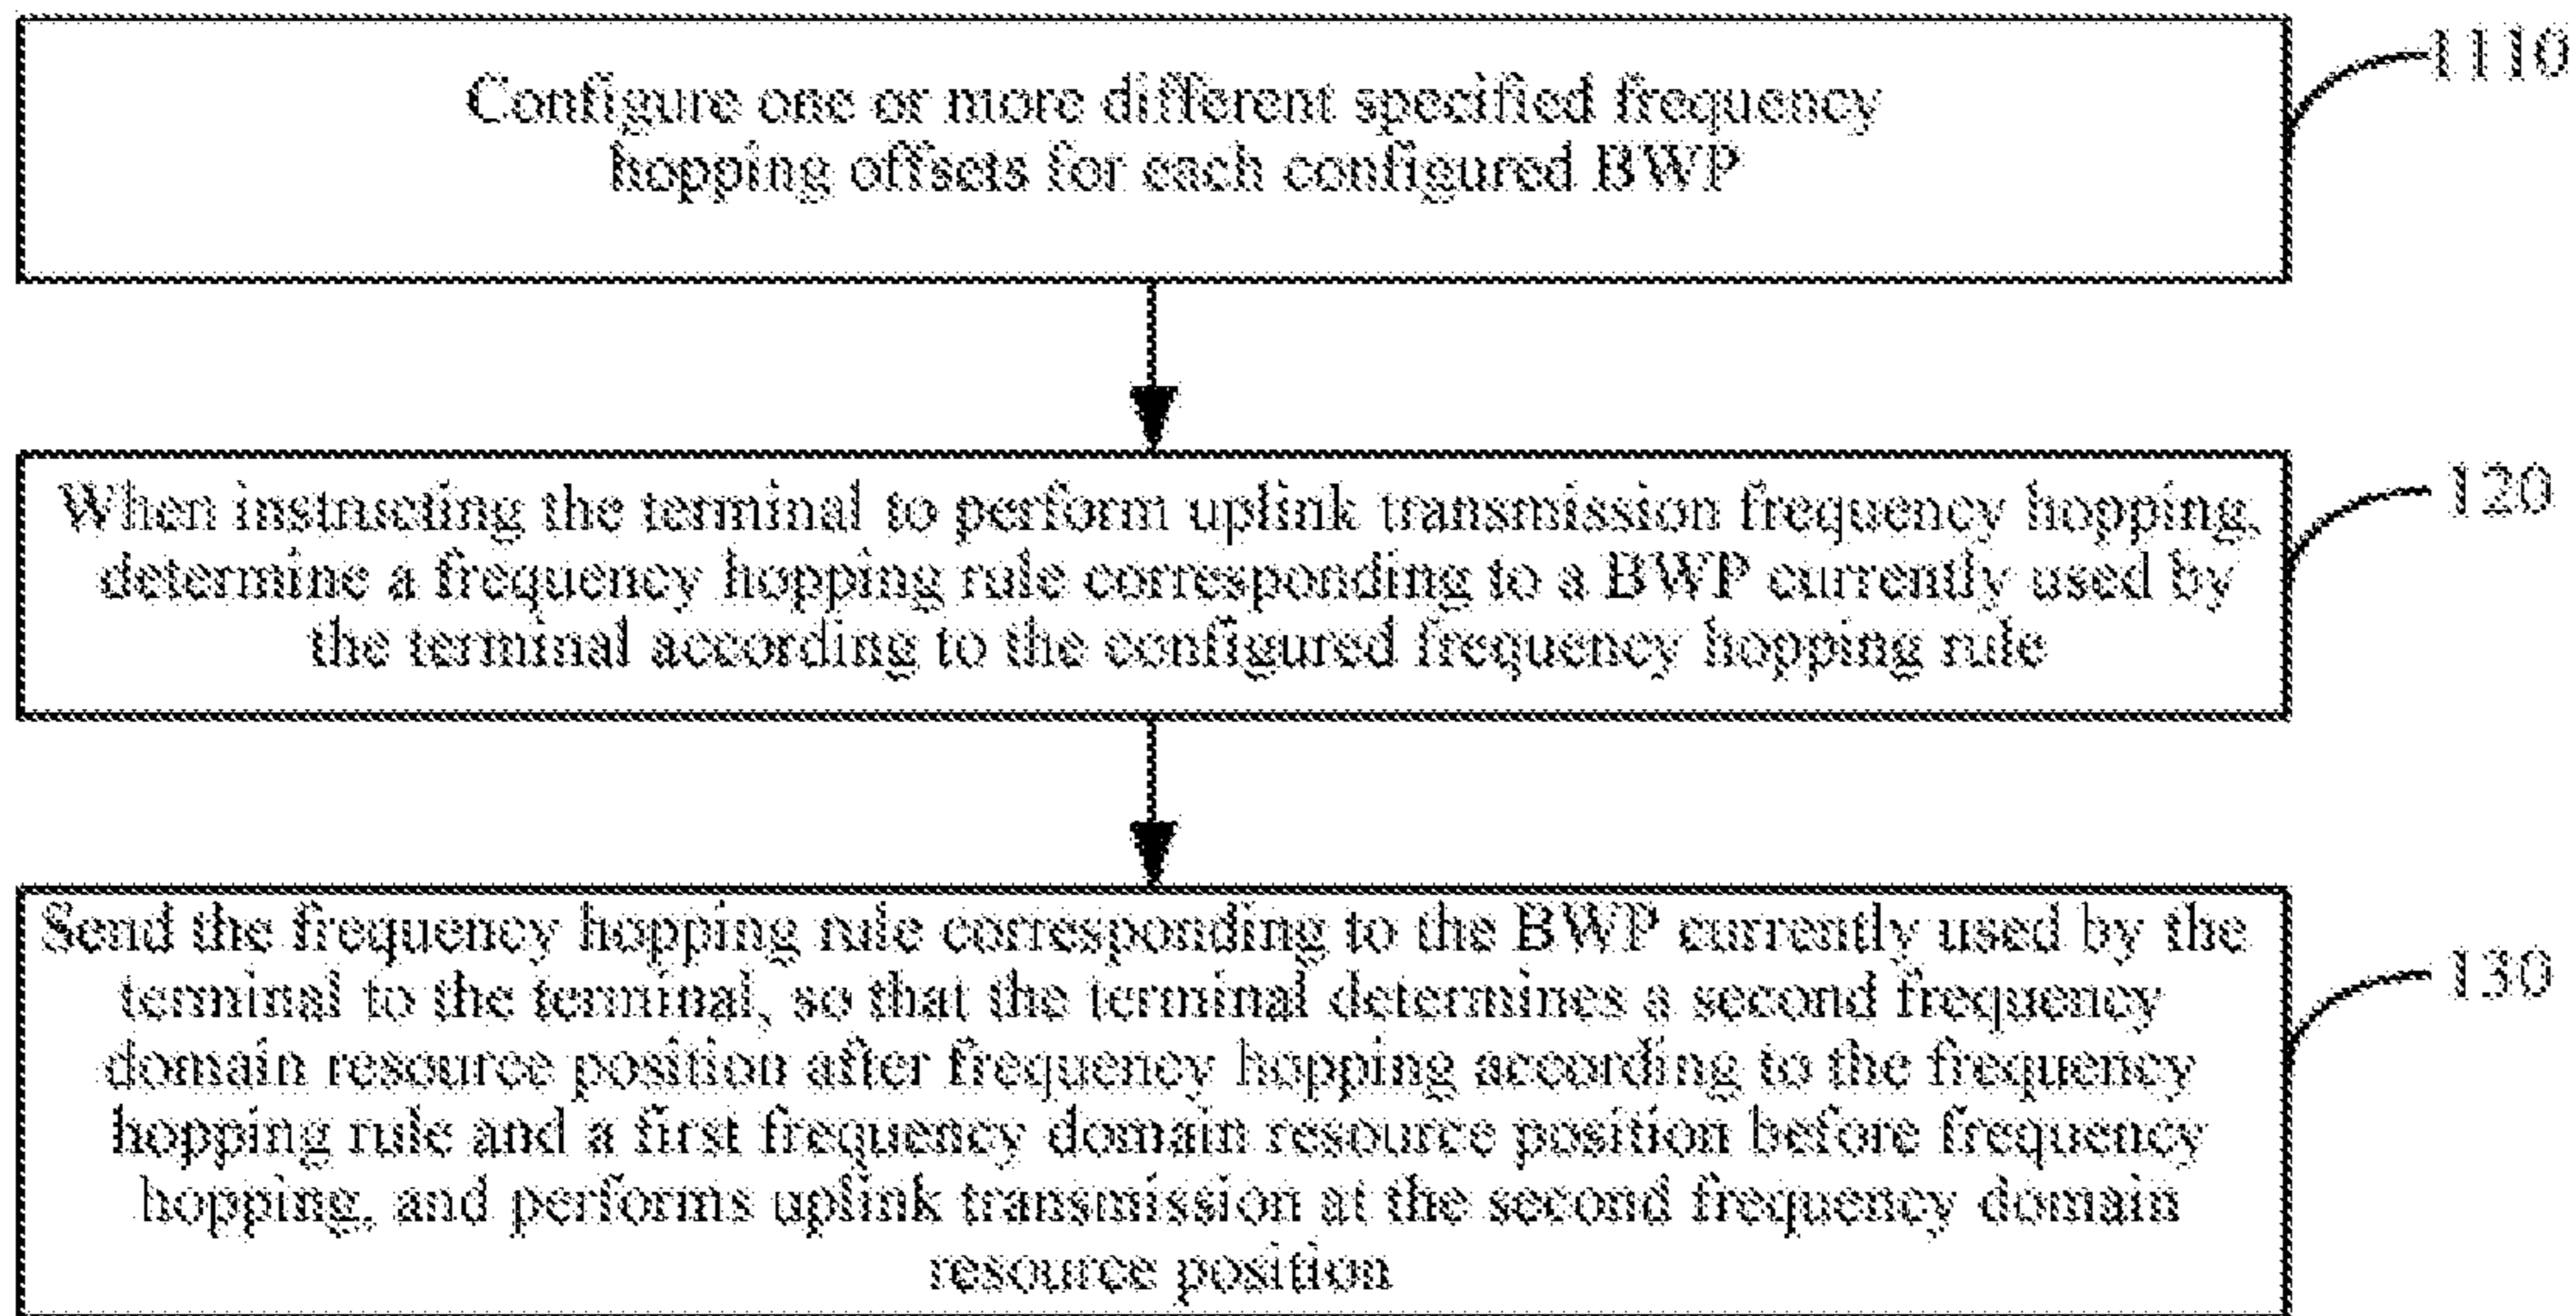 Configure one or more different specified frequency
hopping offsets for each configured BWP
1110
When instructing the terminal to perform uplink transmission frequency hopping,
determine a frequency hopping rule corresponding to a BWP currently used by
the terminal according to the configured frequency hopping rule
120
Send the frequency hopping rule corresponding to the BWP currently used by the
terminal to the terminal, so that the terminal determines a second frequency
domain resource position after frequency hopping according to the frequency
hopping rule and a first frequency domain resource position before frequency
hopping, and performs uplink transmission at the second frequency domain
resource position
130